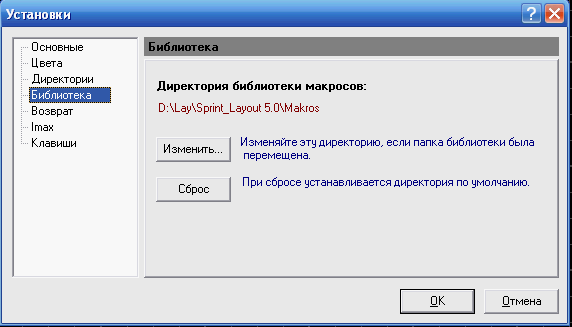 Установки
Основные
Цвета
Директории
Библиотека
Возврат
Imax
Клавиши
Библиотека
Директория библиотеки макросов:
D:\Lay\Sprint_Layout 5.0\Makros
Изменить...
Изменяйте эту директорию, если папка библиотеки была
перемещена.
Сброс
При сбросе устанавливается директория по умолчанию.
OK
Отмена